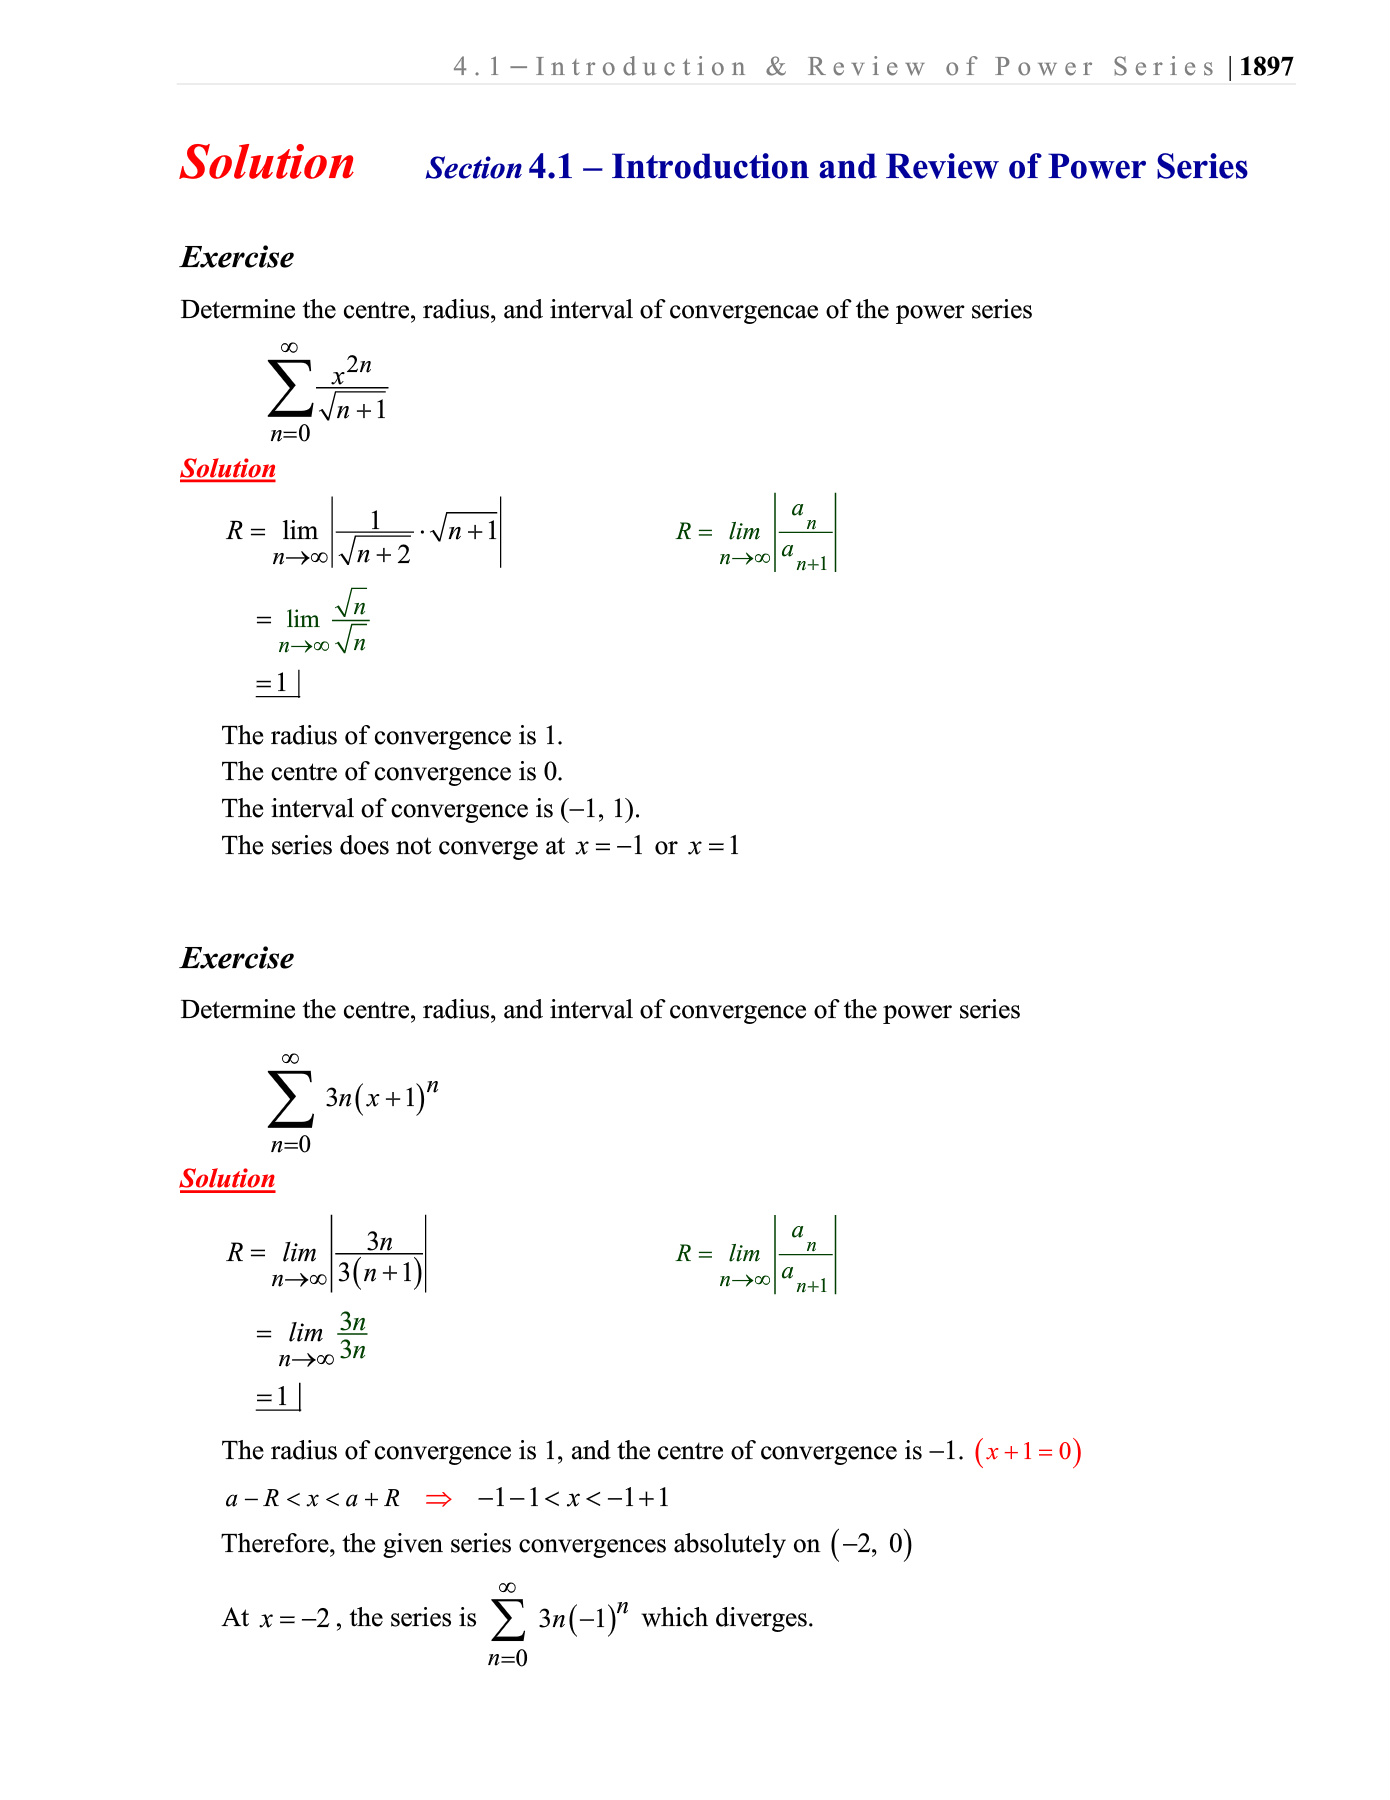 4.1−Introduction & Review of Power Series | 1897
Solution Section 4.1 – Introduction and Review of Power Series
Exercise
Determine the centre, radius, and interval of convergencae of the power series
$\sum_{n=0}^{\infty} \frac{x^{2n}}{\sqrt{n+1}}$
Solution
$R = \lim_{n\to\infty} \left| \frac{1}{\sqrt{n+2}} \cdot \sqrt{n+1} \right|$ $R = \lim_{n\to\infty} \left| \frac{a_n}{a_{n+1}} \right|$
$= \lim_{n\to\infty} \frac{\sqrt{n}}{\sqrt{n}}$
$= 1 |$
The radius of convergence is 1.
The centre of convergence is 0.
The interval of convergence is (−1, 1).
The series does not converge at $x = -1$ or $x = 1$
Exercise
Determine the centre, radius, and interval of convergence of the power series
$\sum_{n=0}^{\infty} 3n(x+1)^n$
Solution
$R = \lim_{n\to\infty} \left| \frac{3n}{3(n+1)} \right|$ $R = \lim_{n\to\infty} \left| \frac{a_n}{a_{n+1}} \right|$
$= \lim_{n\to\infty} \frac{3n}{3n}$
$= 1 |$
The radius of convergence is 1, and the centre of convergence is −1. $(x+1=0)$
$a - R < x < a + R \Rightarrow -1-1 < x < -1+1$
Therefore, the given series convergences absolutely on $(-2, 0)$
At $x = -2$, the series is $\sum_{n=0}^{\infty} 3n(-1)^n$ which diverges.